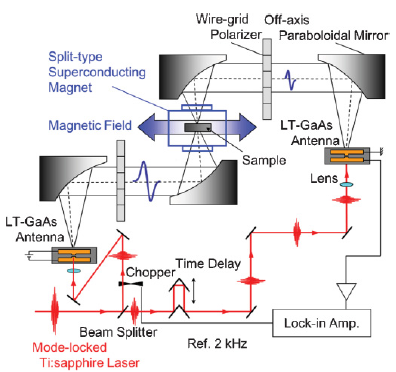 Wire-grid
Polarizer
Off-axis
Paraboloidal Mirror
Split-type
Superconducting
Magnet
Magnetic Field
Sample
LT-GaAs
Antenna
Lens
LT-GaAs
Antenna
Chopper
Time Delay
Beam Splitter
Lock-in Amp.
Ref. 2 kHz
Mode-locked
Ti:sapphire Laser